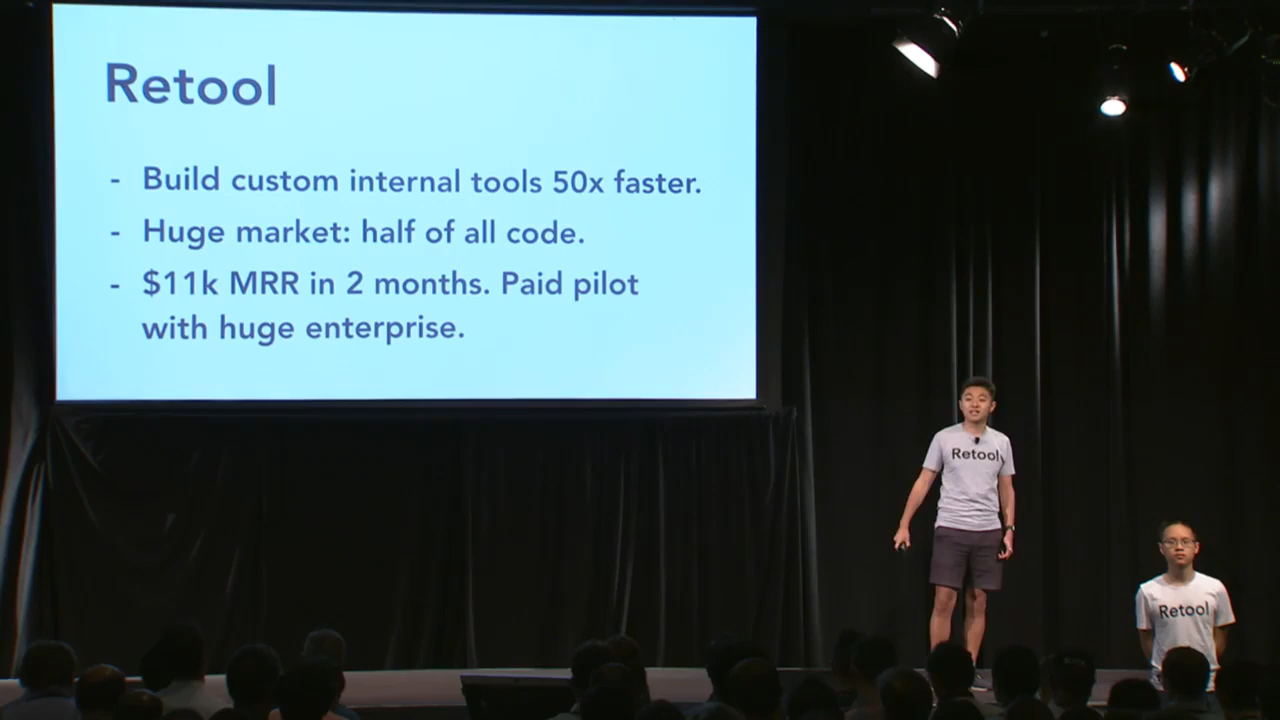 Retool
- Build custom internal tools 50x faster.
- Huge market: half of all code.
- $11k MRR in 2 months. Paid pilot
with huge enterprise.
Retool
Retool